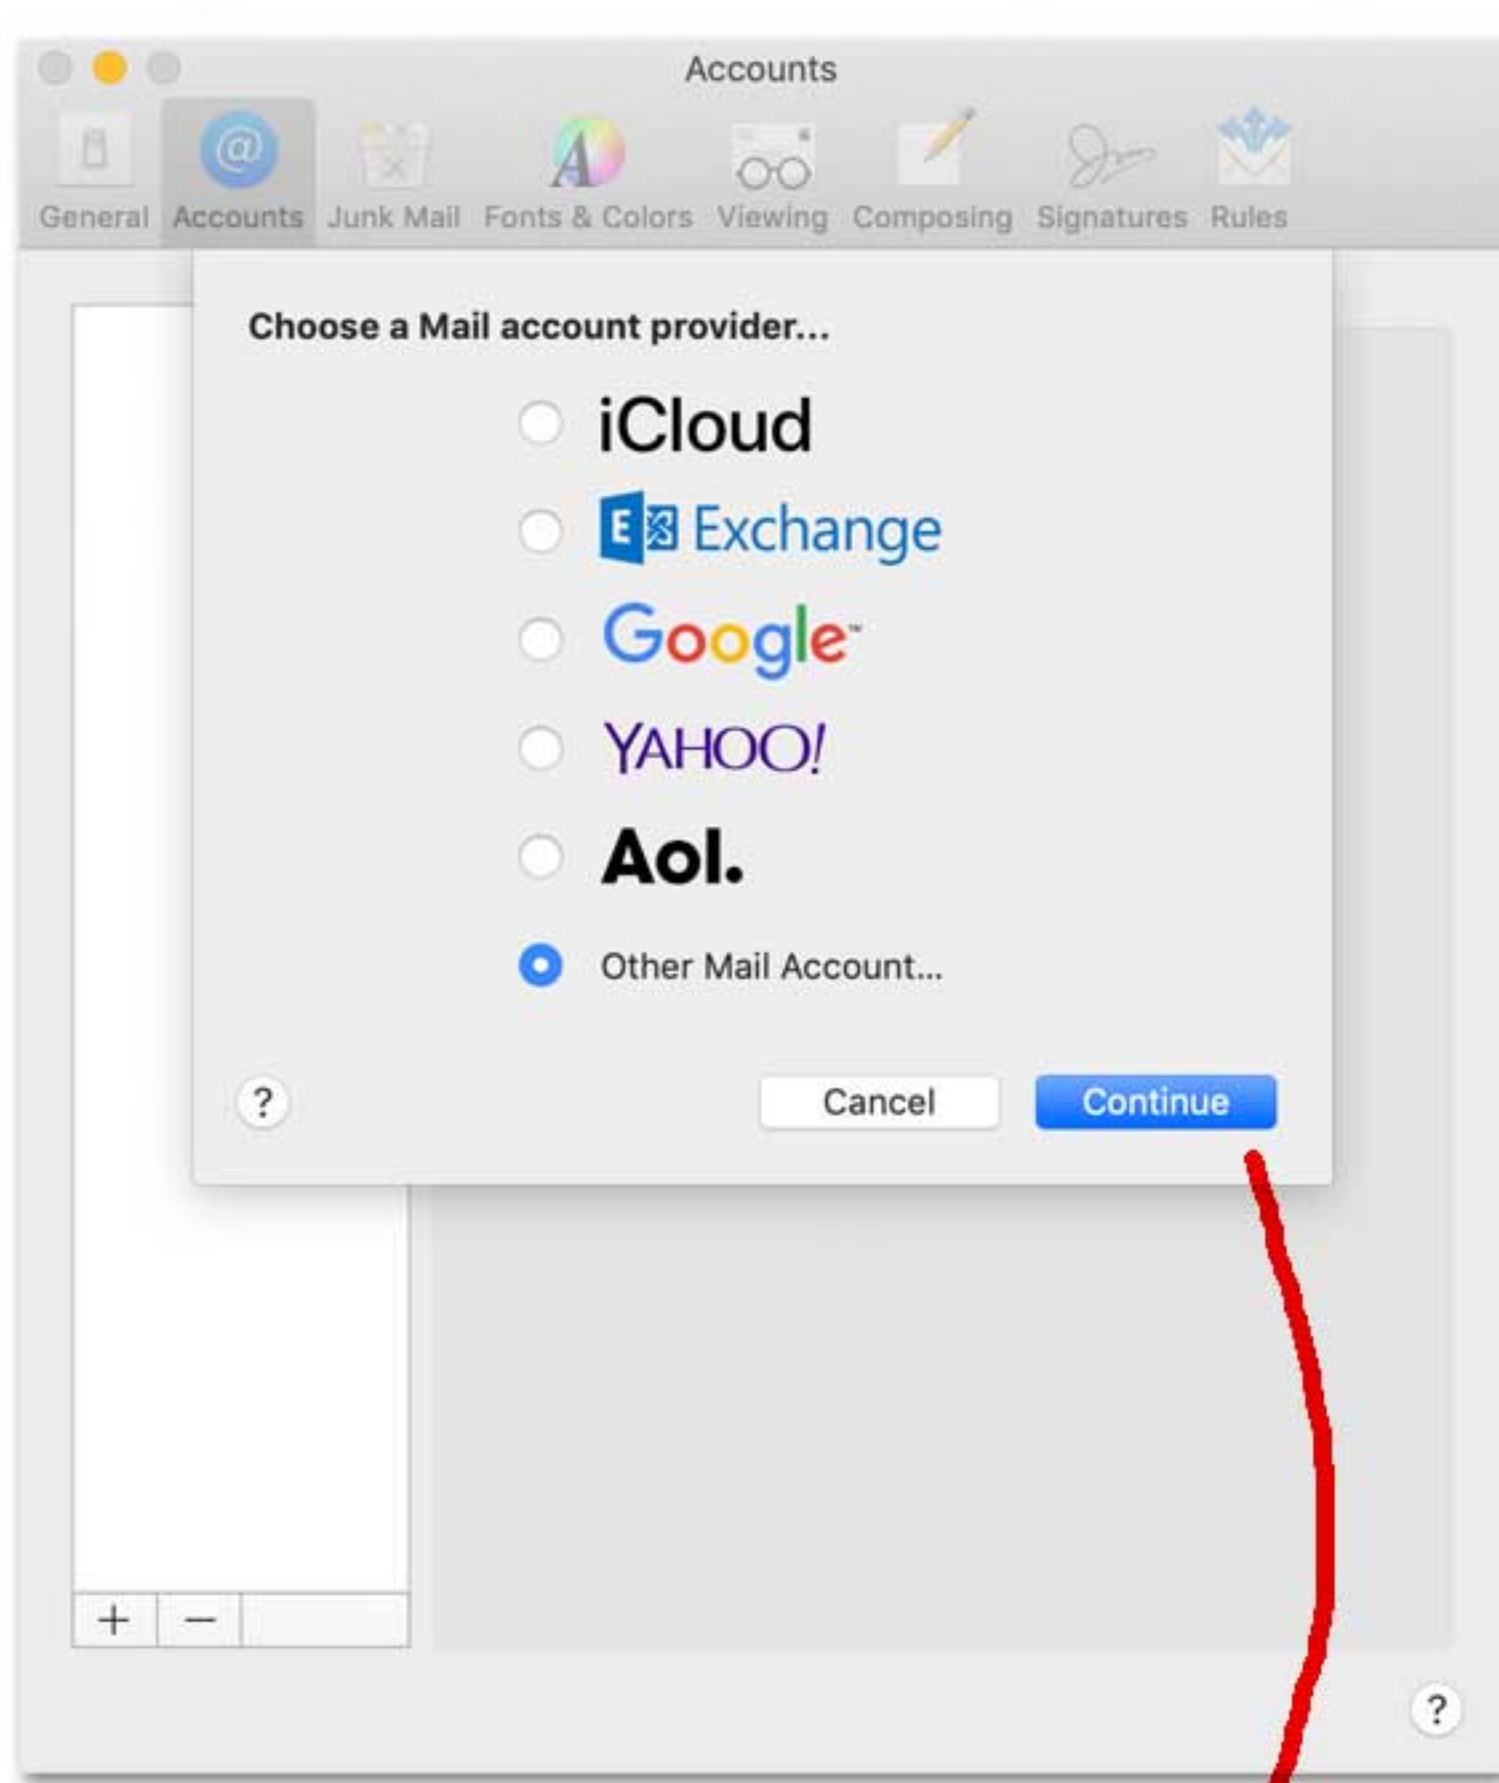 Accounts
General Accounts Junk Mail Fonts & Colors Viewing Composing Signatures Rules
Choose a Mail account provider...
iCloud
E Exchange
Google™
YAHOO!
Aol.
Other Mail Account...
? Cancel Continue
+ −
?